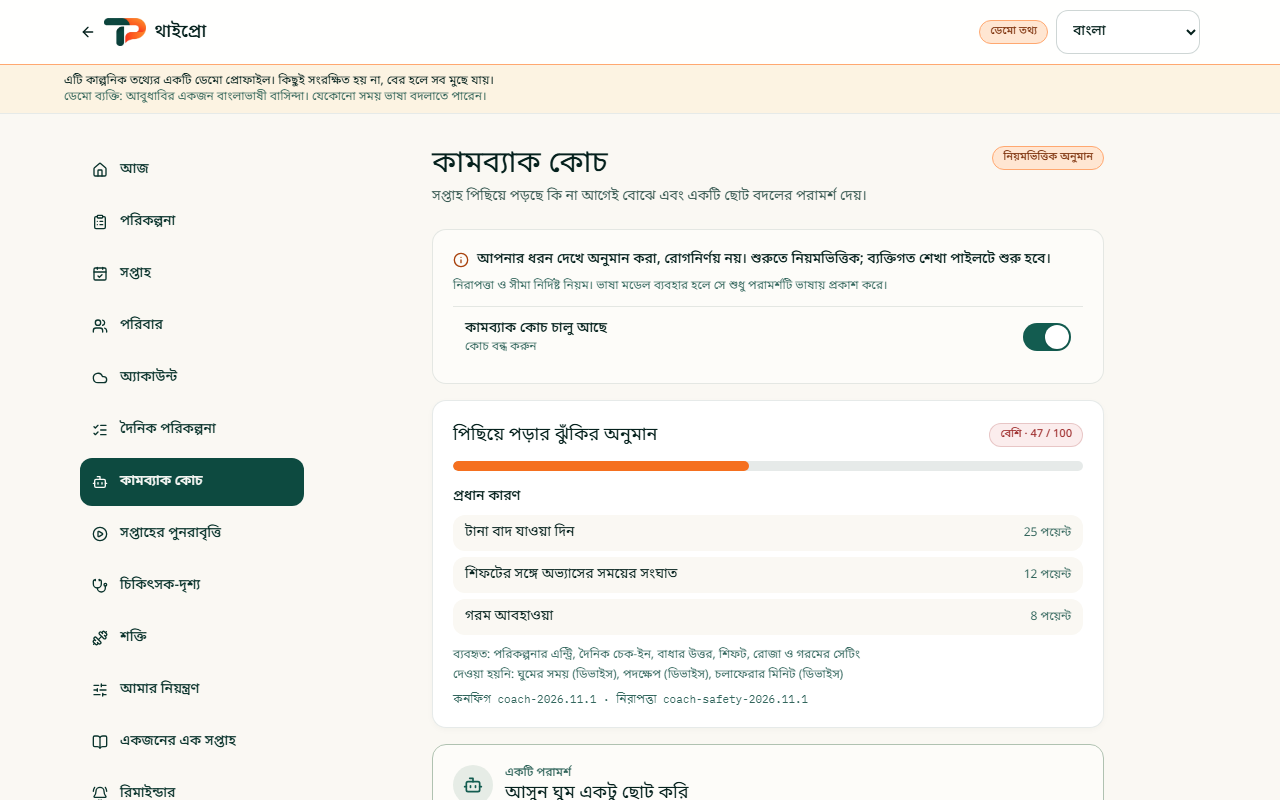 থাইপ্রো
ডেমো তথ্য
বাংলা
এটি কাল্পনিক তথ্যের একটি ডেমো প্রোফাইল। কিছুই সংরক্ষিত হয় না, বের হলে সব মুছে যায়।
ডেমো ব্যক্তি: আবুধাবির একজন বাংলাভাষী বাসিন্দা। যেকোনো সময় ভাষা বদলাতে পারেন।
আজ
পরিকল্পনা
সপ্তাহ
পরিবার
অ্যাকাউন্ট
দৈনিক পরিকল্পনা
কামব্যাক কোচ
সপ্তাহের পুনরাবৃত্তি
চিকিৎসক-দৃশ্য
শক্তি
আমার নিয়ন্ত্রণ
একজনের এক সপ্তাহ
রিমাইন্ডার
কামব্যাক কোচ
নিয়মভিত্তিক অনুমান
সপ্তাহ পিছিয়ে পড়ছে কি না আগেই বোঝে এবং একটি ছোট বদলের পরামর্শ দেয়।
আপনার ধরন দেখে অনুমান করা, রোগনির্ণয় নয়। শুরুতে নিয়মভিত্তিক; ব্যক্তিগত শেখা পাইলটে শুরু হবে।
নিরাপত্তা ও সীমা নির্দিষ্ট নিয়ম। ভাষা মডেল ব্যবহার হলে সে শুধু পরামর্শটি ভাষায় প্রকাশ করে।
কামব্যাক কোচ চালু আছে
কোচ বন্ধ করুন
পিছিয়ে পড়ার ঝুঁকির অনুমান
বেশি · 47 / 100
প্রধান কারণ
টানা বাদ যাওয়া দিন
25 পয়েন্ট
শিফটের সঙ্গে অভ্যাসের সময়ের সংঘাত
12 পয়েন্ট
গরম আবহাওয়া
8 পয়েন্ট
ব্যবহৃত: পরিকল্পনার এন্ট্রি, দৈনিক চেক-ইন, বাধার উত্তর, শিফট, রোজা ও গরমের সেটিং
দেওয়া হয়নি: ঘুমের সময় (ডিভাইস), পদক্ষেপ (ডিভাইস), চলাফেরার মিনিট (ডিভাইস)
কনফিগ coach-2026.11.1 · নিরাপত্তা coach-safety-2026.11.1
একটি পরামর্শ
আসুন ঘুম একটু ছোট করি